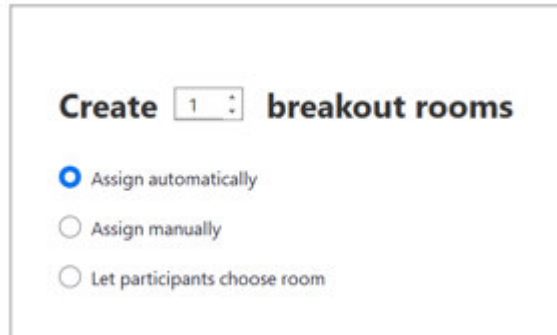 Create 1 breakout rooms
Assign automatically
Assign manually
Let participants choose room